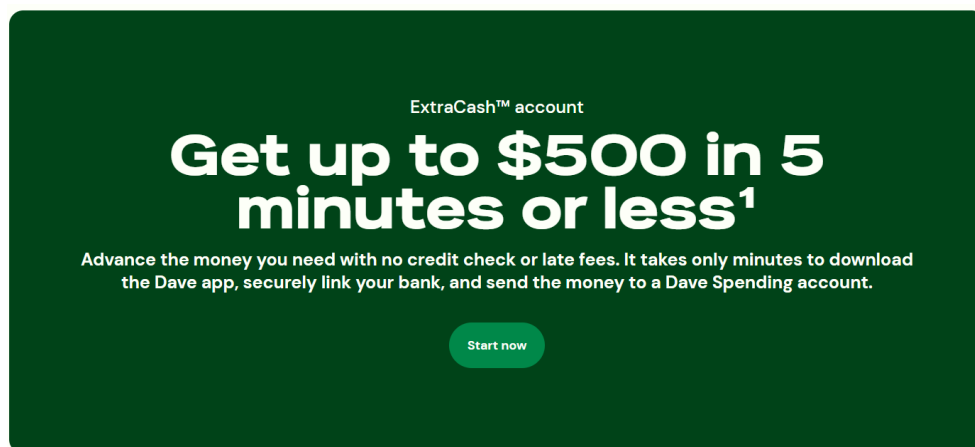 ExtraCash™ account
Get up to $500 in 5
minutes or less¹
Advance the money you need with no credit check or late fees. It takes only minutes to download
the Dave app, securely link your bank, and send the money to a Dave Spending account.
Start now